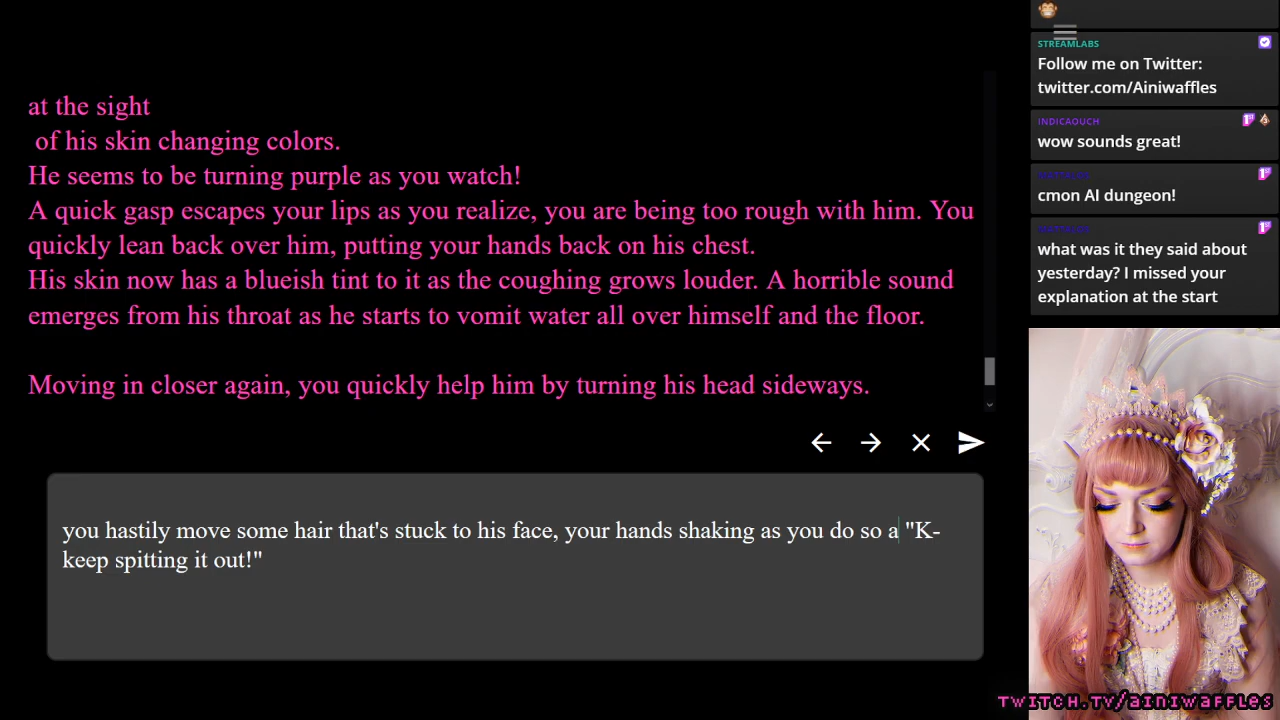 at the sight
of his skin changing colors.
He seems to be turning purple as you watch!
A quick gasp escapes your lips as you realize, you are being too rough with him. You
quickly lean back over him, putting your hands back on his chest.
His skin now has a blueish tint to it as the coughing grows louder. A horrible sound
emerges from his throat as he starts to vomit water all over himself and the floor.
Moving in closer again, you quickly help him by turning his head sideways.
you hastily move some hair that's stuck to his face, your hands shaking as you do so a "K-
keep spitting it out!"
STREAMLABS
Follow me on Twitter:
twitter.com/Ainiwaffles
INDICAOUCH
wow sounds great!
cmon AI dungeon!
what was it they said about
yesterday? I missed your
explanation at the start
TWITCH.TV/AINIWAFFLES